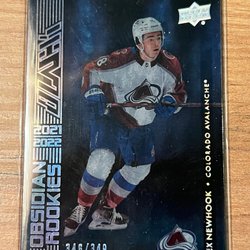 UPPER DECK
OBSIDIAN
ROOKIES
2021
2022
346/349
X NEWHOOK • COLORADO AVALANCHE®